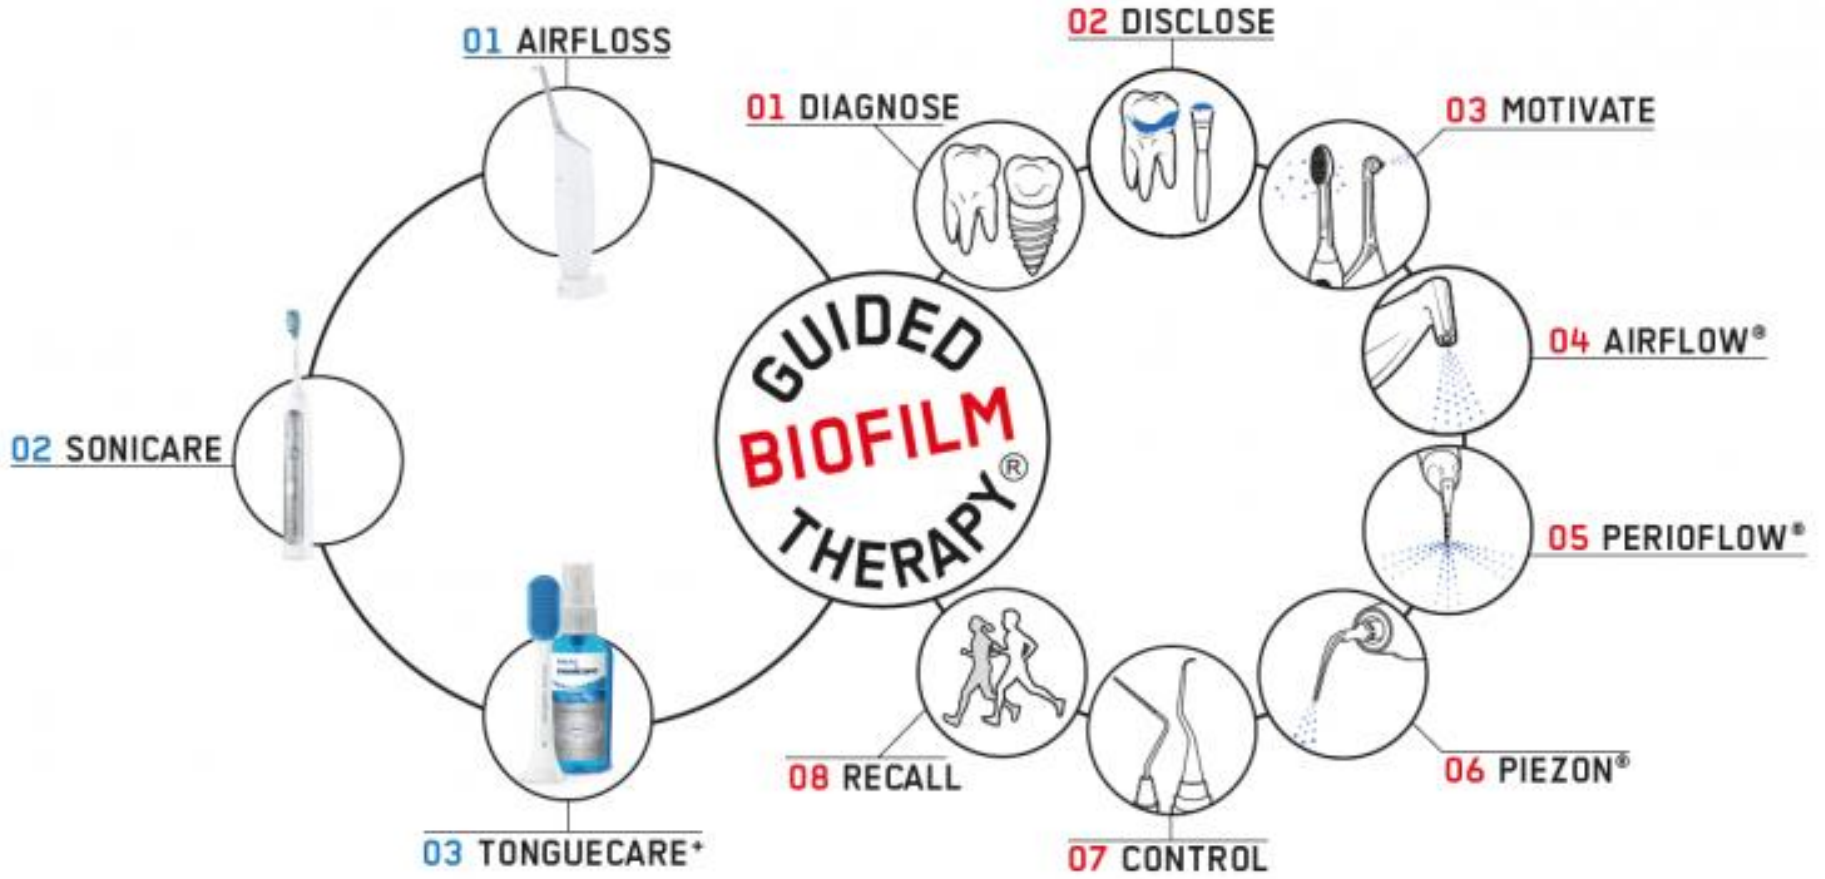 01 AIRFLOSS
02 SONICARE
03 TONGUECARE+
GUIDED
BIOFILM
THERAPY®
01 DIAGNOSE
02 DISCLOSE
03 MOTIVATE
04 AIRFLOW®
05 PERIOFLOW®
06 PIEZON®
07 CONTROL
08 RECALL